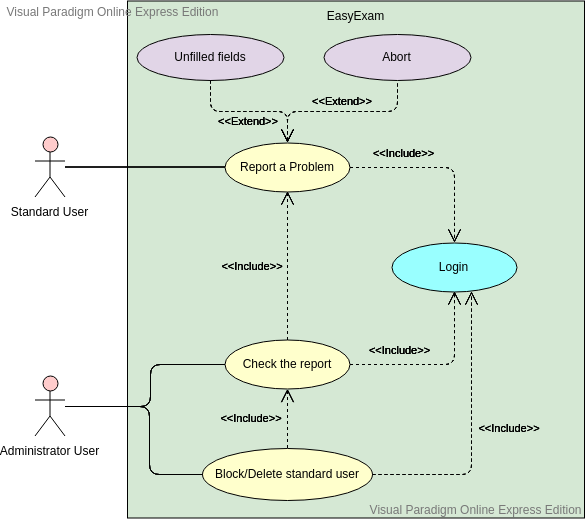 Visual Paradigm Online Express Edition
EasyExam
Unfilled fields
Abort
<<Extend>>
<<Extend>>
Report a Problem
<<Include>>
Standard User
<<Include>>
Login
Check the report
<<Include>>
Administrator User
<<Include>>
<<Include>>
Block/Delete standard user
Visual Paradigm Online Express Edition